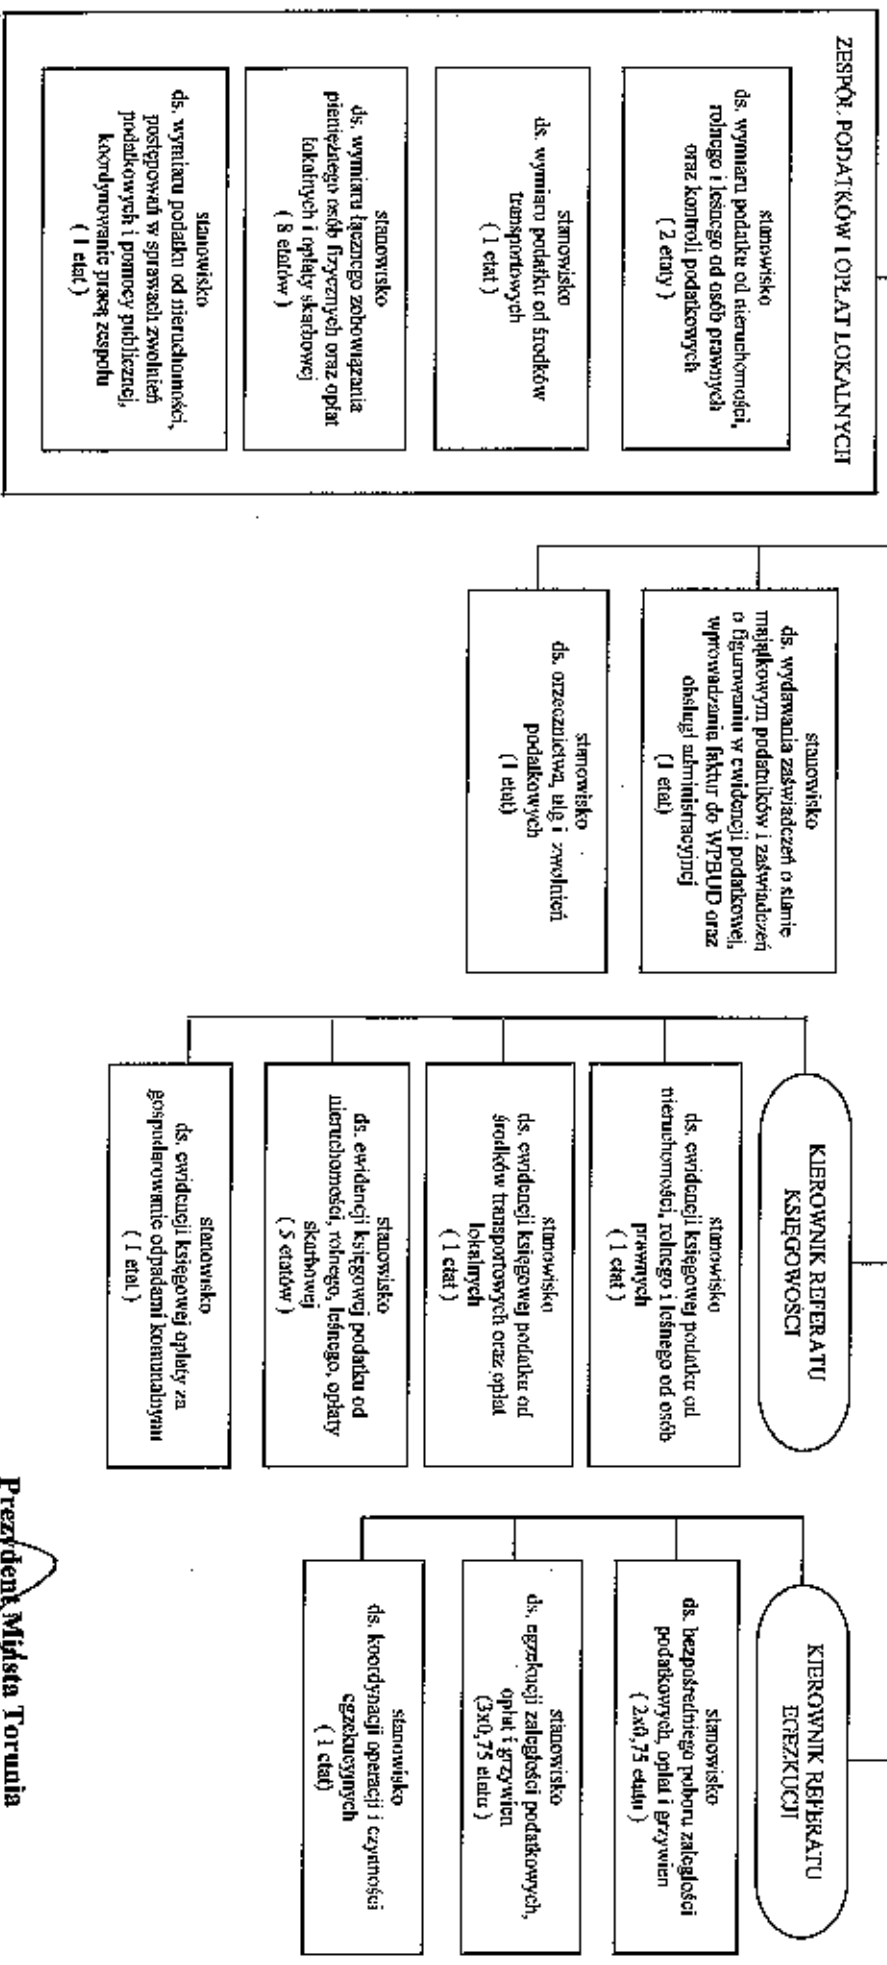 ZESPÓŁ PODATKÓW I OPŁAT LOKALNYCH
stanowisko
ds. wymiaru podatku od nieruchomości,
rolnego i leśnego od osób prawnych
oraz kontroli podatkowych
( 2 etaty )
stanowisko
ds. wymiaru podatku od środków
transportowych
( 1 etat )
stanowisko
ds. wymiaru łącznego zobowiązania
pieniężnego osób fizycznych oraz opłat
lokalnych i opłaty skarbowej
( 8 etatów )
stanowisko
ds. wymiaru podatku od nieruchomości,
postępowań w sprawach zwolnień
podatkowych i pomocy publicznej,
koordynowanie pracą zespołu
( 1 etat )
stanowisko
ds. wydawania zaświadczeń o stanie
majątkowym podatników i zaświadczeń
o figurowaniu w ewidencji podatkowej,
wprowadzania faktur do WPBUD oraz
obsługi administracyjnej
(1 etat)
stanowisko
ds. orzecznictwa, ulg i zwolnień
podatkowych
(1 etat)
KIEROWNIK REFERATU
KSIĘGOWOŚCI
stanowisko
ds. ewidencji księgowej podatku od
nieruchomości, rolnego i leśnego od osób
prawnych
( 1 etat )
stanowisko
ds. ewidencji księgowej podatku od
środków transportowych oraz opłat
lokalnych
( 1 etat )
stanowisko
ds. ewidencji księgowej podatku od
nieruchomości, rolnego, leśnego, opłaty
skarbowej
( 5 etatów )
stanowisko
ds. ewidencji księgowej opłaty za
gospodarowanie odpadami komunalnymi
( 1 etat )
KIEROWNIK REFERATU
EGEZKUCJI
stanowisko
ds. bezpośredniego poboru zaległości
podatkowych, opłat i grzywien
( 2x0,75 etatu )
stanowisko
ds. egzekucji zaległości podatkowych,
opłat i grzywien
(3x0,75 etatu )
stanowisko
ds. koordynacji operacji i czynności
egzekucyjnych
( 1 etat)
Prezydent Miasta Torunia